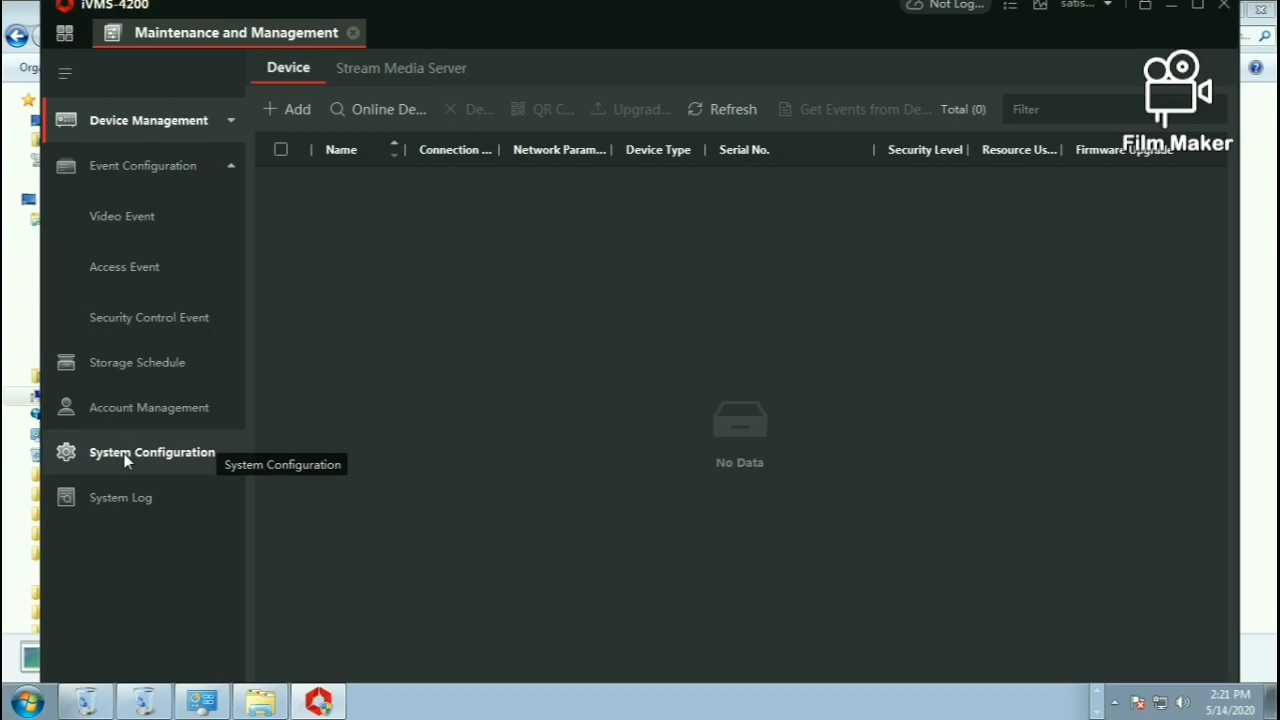 iVMS-4200
Not Log...
satis...
Maintenance and Management
Orga
Device
Stream Media Server
Device Management
Add
Online De...
De...
QR C...
Upgrad...
Refresh
Get Events from De...
Total (0)
Filter
Film Maker
Name
Connection ...
Network Param...
Device Type
Serial No.
Security Level
Resource Us...
Firmware Upgrade
Event Configuration
Video Event
Access Event
Security Control Event
Storage Schedule
Account Management
System Configuration
System Configuration
System Log
No Data
2:21 PM
5/14/2020